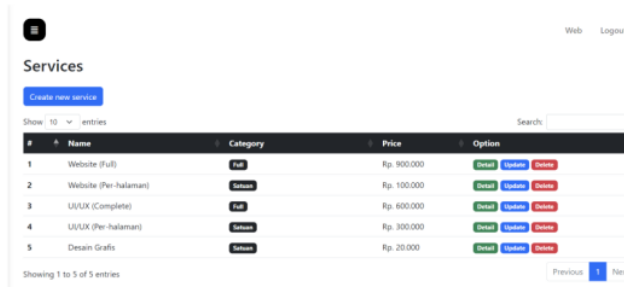 Web Logou
Services
Create new service
Show 10 entries Search:
# Name Category Price Option
1 Website (Full) Full Rp. 900.000 Detail Update Delete
2 Website (Per-halaman) Satuan Rp. 100.000 Detail Update Delete
3 UI/UX (Complete) Full Rp. 600.000 Detail Update Delete
4 UI/UX (Per-halaman) Satuan Rp. 300.000 Detail Update Delete
5 Desain Grafis Satuan Rp. 20.000 Detail Update Delete
Showing 1 to 5 of 5 entries Previous 1 Nex